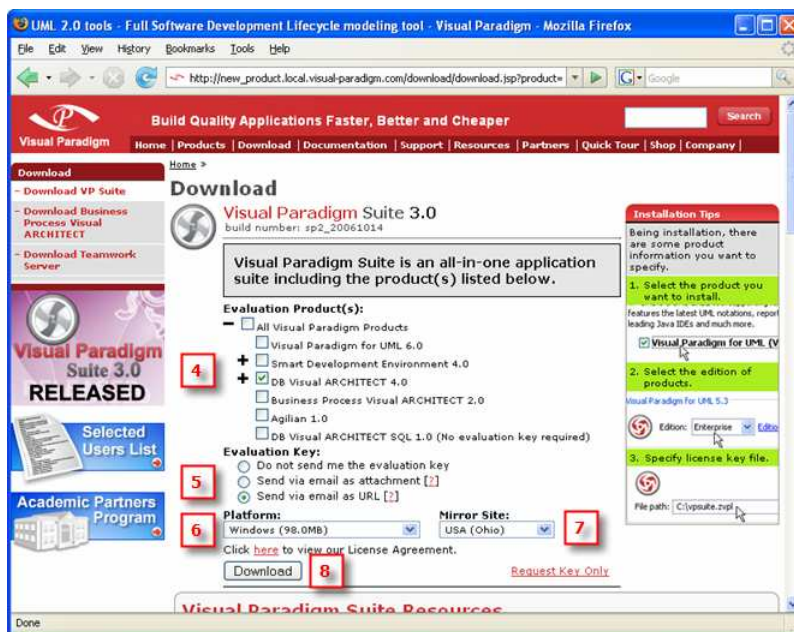 UML 2.0 tools - Full Software Development Lifecycle modeling tool - Visual Paradigm - Mozilla Firefox
File Edit View History Bookmarks Tools Help
http://new_product.local.visual-paradigm.com/download/download.jsp?product=
G Google
Visual Paradigm
Build Quality Applications Faster, Better and Cheaper
Search
Home | Products | Download | Documentation | Support | Resources | Partners | Quick Tour | Shop | Company |
Download
- Download VP Suite
- Download Business Process Visual ARCHITECT
- Download Teamwork Server
Visual Paradigm
Suite 3.0
RELEASED
Selected
Users List
Academic Partners
Program
Home »
Download
Visual Paradigm Suite 3.0
build number: sp2_20061014
Visual Paradigm Suite is an all-in-one application
suite including the product(s) listed below.
Evaluation Product(s):
All Visual Paradigm Products
Visual Paradigm for UML 6.0
Smart Development Environment 4.0
4
DB Visual ARCHITECT 4.0
Business Process Visual ARCHITECT 2.0
Agilian 1.0
DB Visual ARCHITECT SQL 1.0 (No evaluation key required)
Evaluation Key:
Do not send me the evaluation key
5
Send via email as attachment [?]
Send via email as URL [?]
Platform: Mirror Site:
6 Windows (98.0MB) USA (Ohio) 7
Click here to view our License Agreement.
Download 8 Request Key Only
Visual Paradigm Suite Resources
Installation Tips
Being installation, there
are some product
information you want to
specify.
1. Select the product you
want to install.
features the latest UML notations, report
leading Java IDEs and much more.
Visual Paradigm for UML (V
2. Select the edition of
products.
Visual Paradigm for UML 5.3
Edition: Enterprise Editio
3. Specify license key file.
File path: C:\vpsuite.zvpl
Done